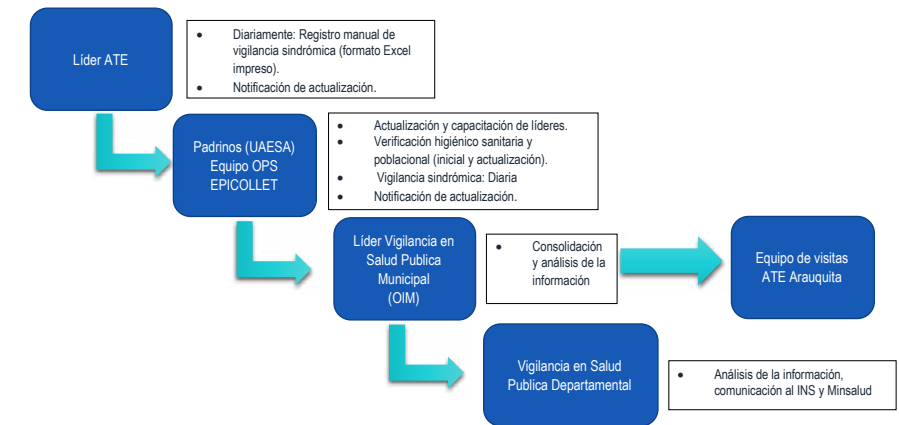 Líder ATE
• Diariamente: Registro manual de
vigilancia sindrómica (formato Excel
impreso).
• Notificación de actualización.
Padrinos (UAESA)
Equipo OPS
EPICOLLET
• Actualización y capacitación de líderes.
• Verificación higiénico sanitaria y
poblacional (inicial y actualización).
• Vigilancia sindrómica: Diaria
• Notificación de actualización.
Líder Vigilancia en
Salud Publica
Municipal
(OIM)
• Consolidación
y análisis de la
información
Equipo de visitas
ATE Arauquita
Vigilancia en Salud
Publica Departamental
• Análisis de la información,
comunicación al INS y Minsalud